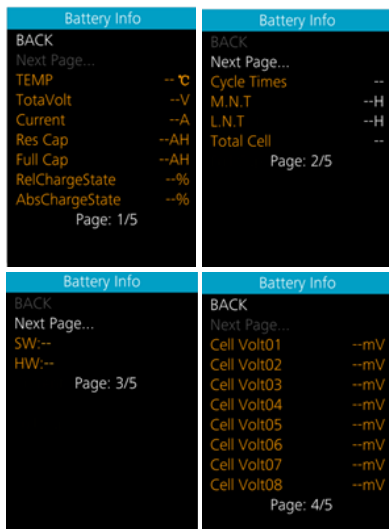 Battery Info
BACK
Next Page...
TEMP -- ℃
TotaVolt --V
Current --A
Res Cap --AH
Full Cap --AH
RelChargeState --%
AbsChargeState --%
Page: 1/5
Battery Info
BACK
Next Page...
Cycle Times --
M.N.T --H
L.N.T --H
Total Cell --
Page: 2/5
Battery Info
BACK
Next Page...
SW:--
HW:--
Page: 3/5
Battery Info
BACK
Next Page...
Cell Volt01 --mV
Cell Volt02 --mV
Cell Volt03 --mV
Cell Volt04 --mV
Cell Volt05 --mV
Cell Volt06 --mV
Cell Volt07 --mV
Cell Volt08 --mV
Page: 4/5